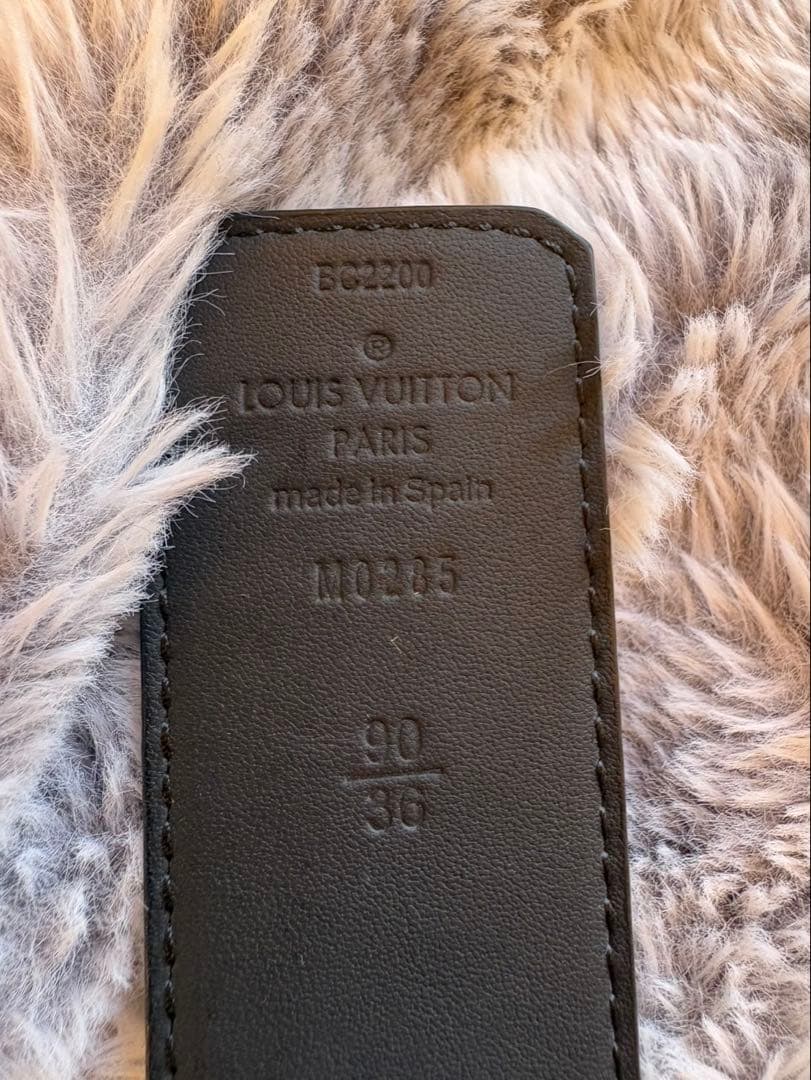 BC2200
®
LOUIS VUITTON
PARIS
made in Spain
M0285
90
36